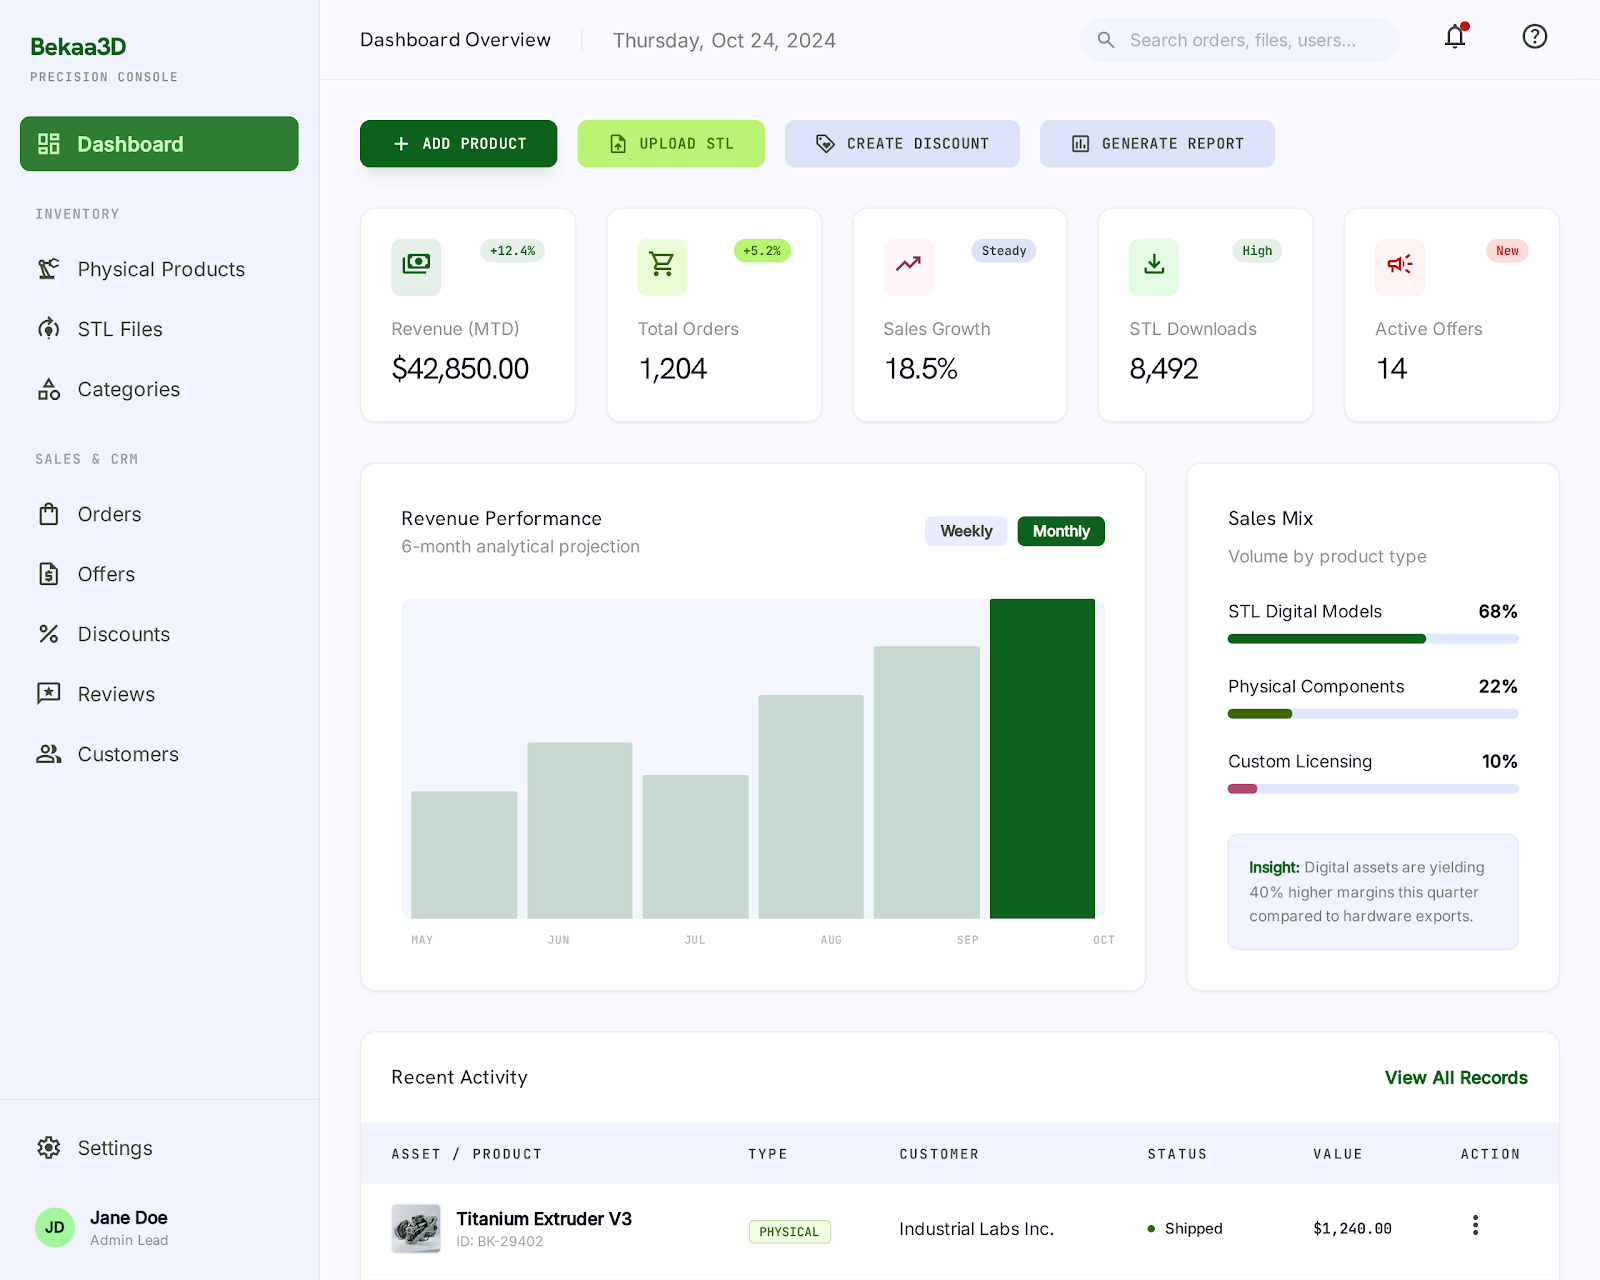 Bekaa3D
PRECISION CONSOLE
Dashboard
INVENTORY
Physical Products
STL Files
Categories
SALES & CRM
Orders
Offers
Discounts
Reviews
Customers
Settings
JD
Jane Doe
Admin Lead
Dashboard Overview
Thursday, Oct 24, 2024
Search orders, files, users...
ADD PRODUCT
UPLOAD STL
CREATE DISCOUNT
GENERATE REPORT
+12.4%
Revenue (MTD)
$42,850.00
+5.2%
Total Orders
1,204
Steady
Sales Growth
18.5%
High
STL Downloads
8,492
New
Active Offers
14
Revenue Performance
6-month analytical projection
Weekly
Monthly
MAY JUN JUL AUG SEP OCT
Sales Mix
Volume by product type
STL Digital Models 68%
Physical Components 22%
Custom Licensing 10%
Insight: Digital assets are yielding
40% higher margins this quarter
compared to hardware exports.
Recent Activity
View All Records
ASSET / PRODUCT TYPE CUSTOMER STATUS VALUE ACTION
Titanium Extruder V3
ID: BK-29402
PHYSICAL
Industrial Labs Inc.
Shipped
$1,240.00